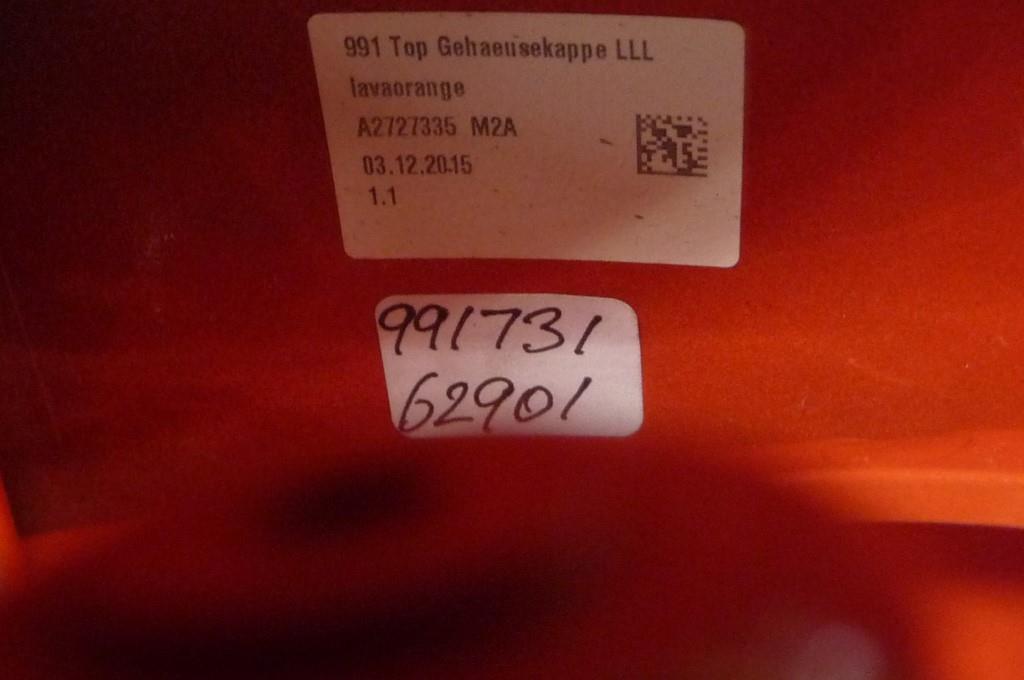 991 Top Gehaeusekappe LLL
lavaorange
A2727335 M2A
03.12.2015
1.1
991731
62901